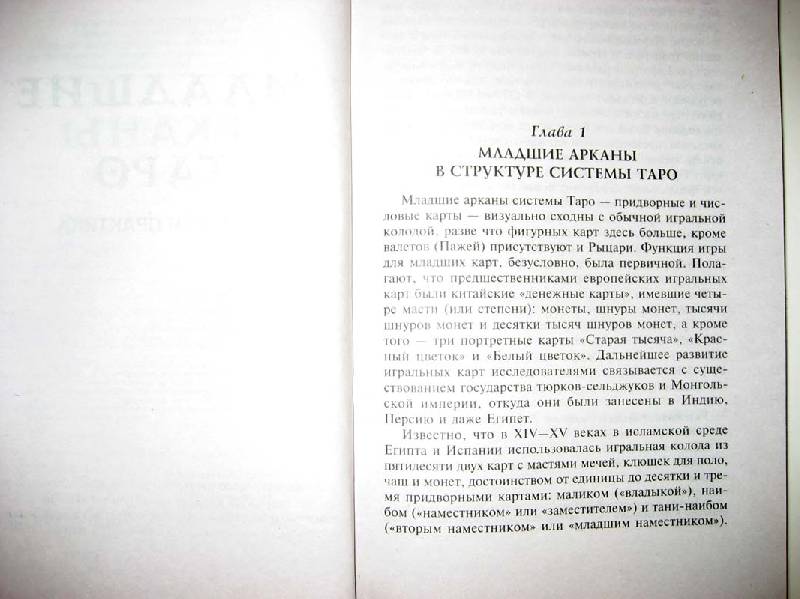 МЛАДШИЕ
АРКАНЫ
ТАРО
Глава 1
МЛАДШИЕ АРКАНЫ
В СТРУКТУРЕ СИСТЕМЫ ТАРО
Младшие арканы системы Таро — придворные и чис-
ловые карты — визуально сходны с обычной игральной
колодой, разве что фигурных карт здесь больше, кроме
валетов (Пажей) присутствуют и Рыцари. Функция игры
для младших карт, безусловно, была первичной. Пола-
гают, что предшественниками европейских игральных
карт были китайские «денежные карты», имевшие четы-
ре масти (или степени): монеты, шнуры монет, тысячи
шнуров монет и десятки тысяч шнуров монет, а кроме
того — три портретные карты «Старая тысяча», «Крас-
ный цветок» и «Белый цветок». Дальнейшее развитие
игральных карт исследователями связывается с суще-
ствованием государства тюрков-сельджуков и Монголь-
ской империи, откуда они были занесены в Индию,
Персию и даже Египет.
Известно, что в XIV—XV веках в исламской среде
Египта и Испании использовалась игральная колода из
пятидесяти двух карт с мастями мечей, клюшек для поло,
чаш и монет, достоинством от единицы до десятки и тре-
мя придворными картами: маликом («владыкой»), наи-
бом («наместником» или «заместителем») и тани-наибом
(«вторым наместником» или «младшим наместником»).